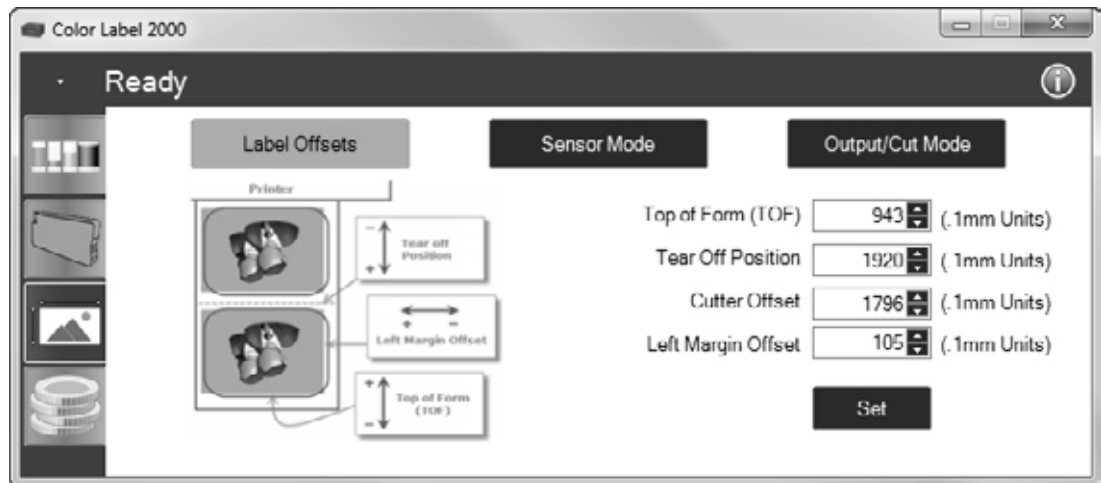 Color Label 2000
Ready
Label Offsets
Sensor Mode
Output/Cut Mode
Printer
Tear off
Position
Left Margin Offset
Top of Form
(TOF)
Top of Form (TOF) 943 (.1mm Units)
Tear Off Position 1920 (.1mm Units)
Cutter Offset 1796 (.1mm Units)
Left Margin Offset 105 (.1mm Units)
Set